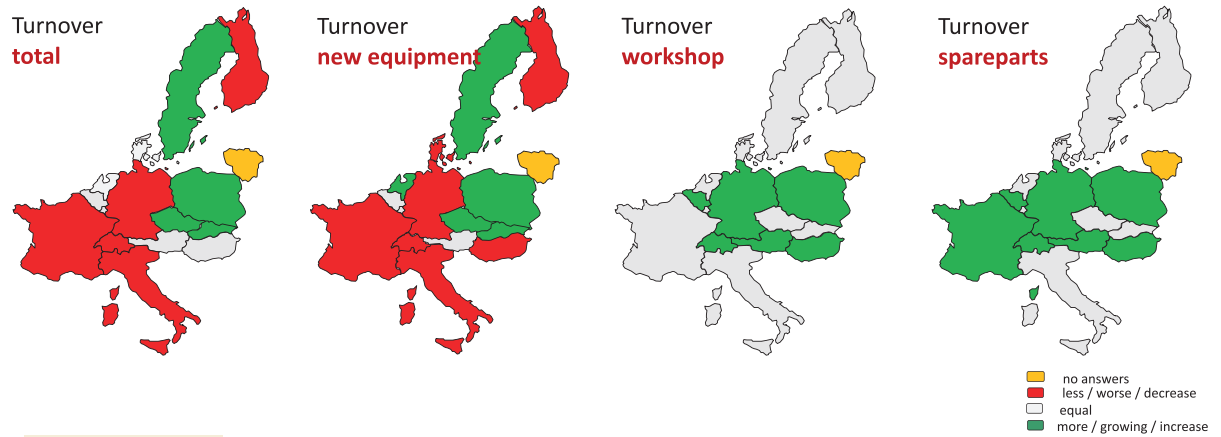 Turnover
total
Turnover
new equipment
Turnover
workshop
Turnover
spareparts
no answers
less / worse / decrease
equal
more / growing / increase